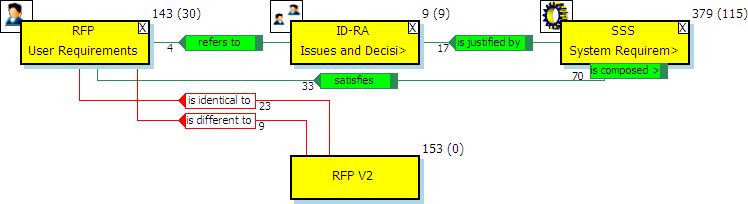 143 (30)
9 (9)
379 (115)
RFP
X
ID-RA
X
SSS
X
User Requirements
4
refers to
Issues and Decisi>
17
is justified by
System Requirem>
is composed >
70
33
satisfies
is identical to
23
is different to
9
153 (0)
RFP V2